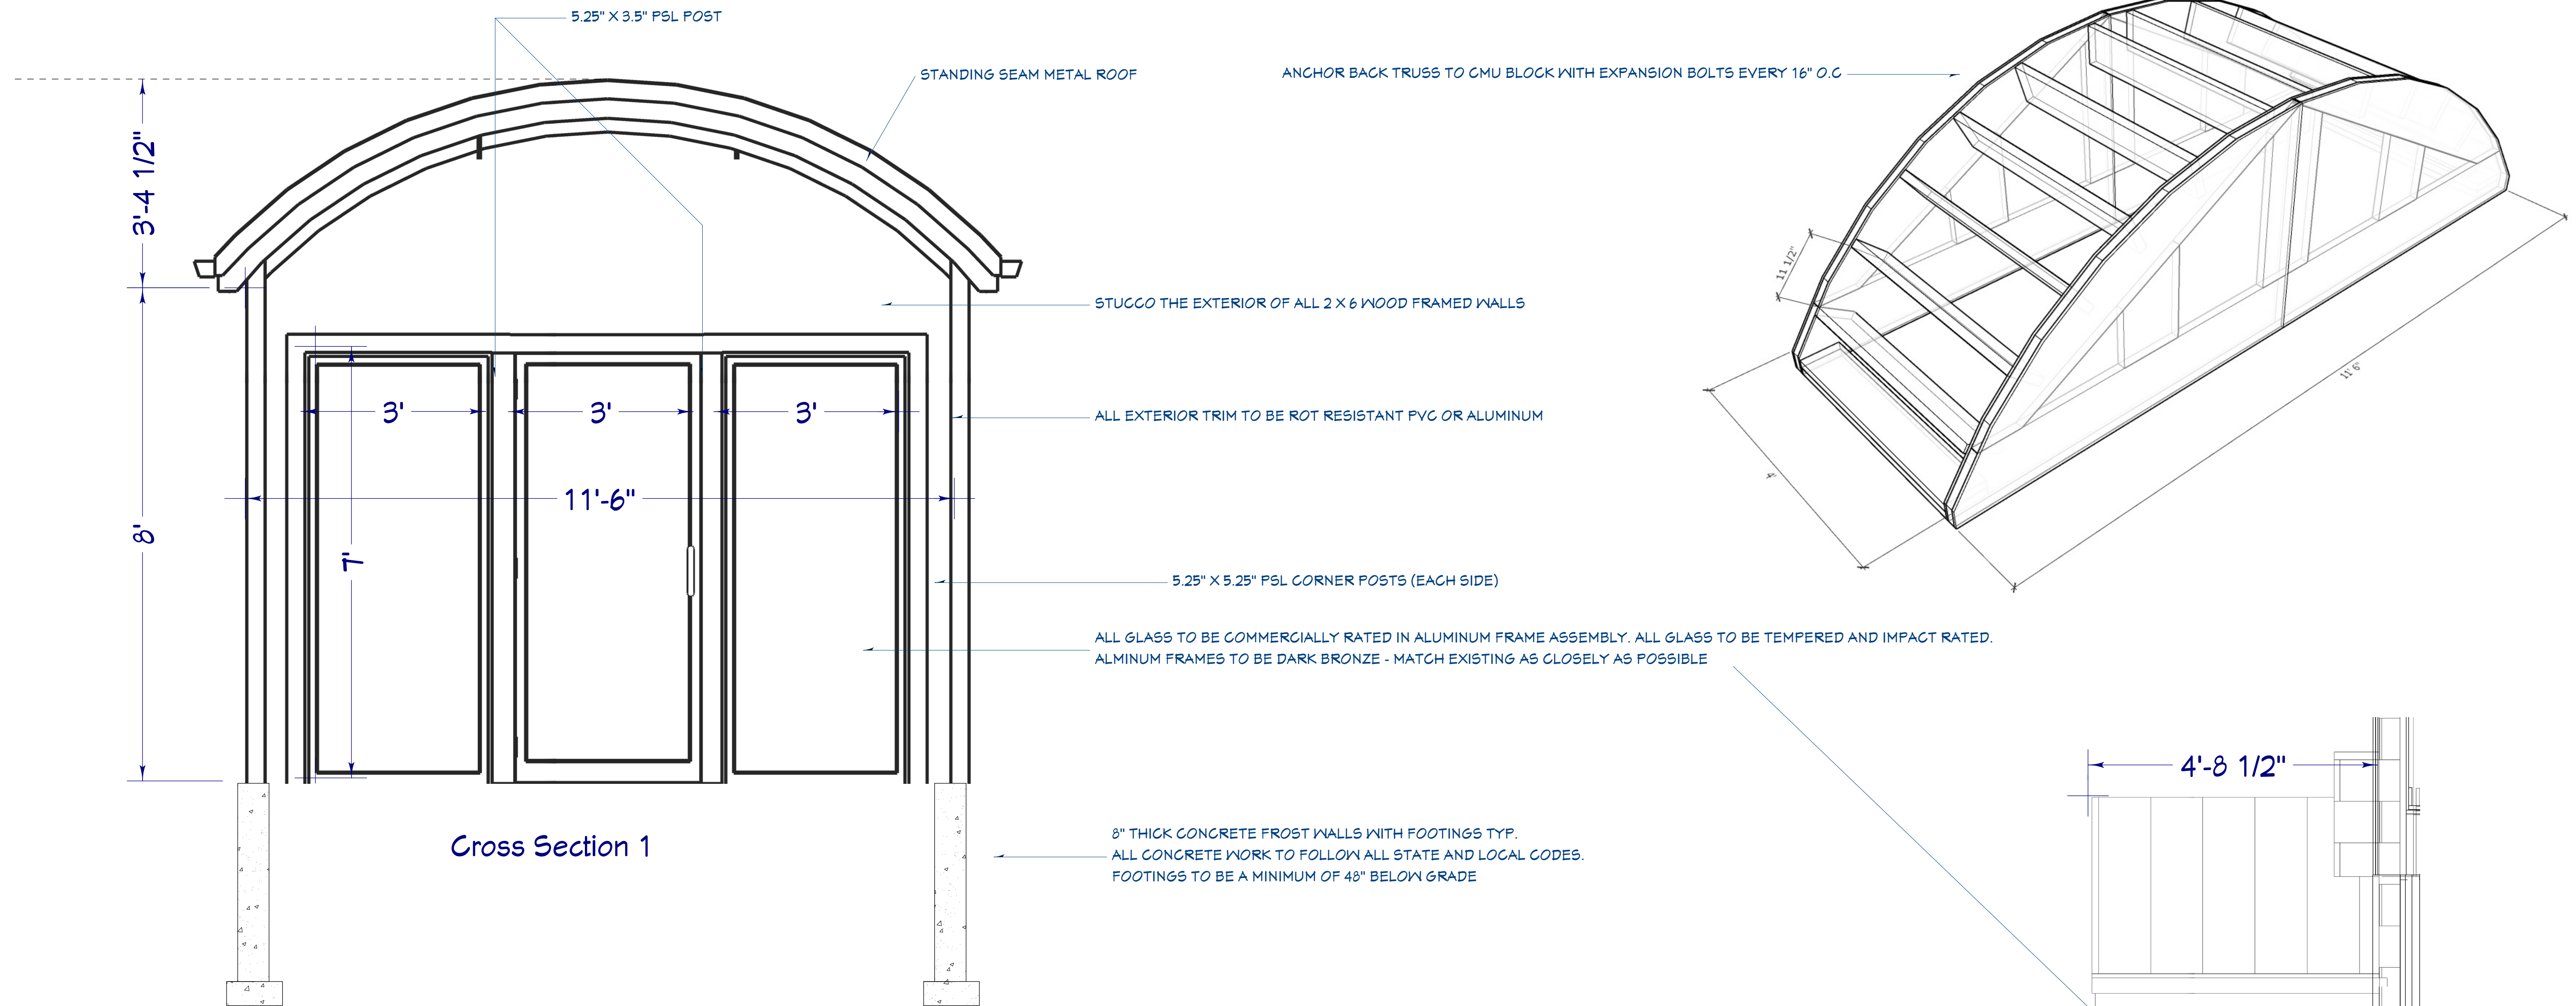 5.25" X 3.5" PSL POST
STANDING SEAM METAL ROOF
ANCHOR BACK TRUSS TO CMU BLOCK WITH EXPANSION BOLTS EVERY 16" O.C
3'-4 1/2"
11 1/2"
STUCCO THE EXTERIOR OF ALL 2 X 6 WOOD FRAMED WALLS
11' 6"
3'
3'
3'
ALL EXTERIOR TRIM TO BE ROT RESISTANT PVC OR ALUMINUM
4'
11'-6"
8'
7'
5.25" X 5.25" PSL CORNER POSTS (EACH SIDE)
ALL GLASS TO BE COMMERCIALLY RATED IN ALUMINUM FRAME ASSEMBLY. ALL GLASS TO BE TEMPERED AND IMPACT RATED.
ALMINUM FRAMES TO BE DARK BRONZE - MATCH EXISTING AS CLOSELY AS POSSIBLE
4'-8 1/2"
Cross Section 1
8" THICK CONCRETE FROST WALLS WITH FOOTINGS TYP.
ALL CONCRETE WORK TO FOLLOW ALL STATE AND LOCAL CODES.
FOOTINGS TO BE A MINIMUM OF 48" BELOW GRADE